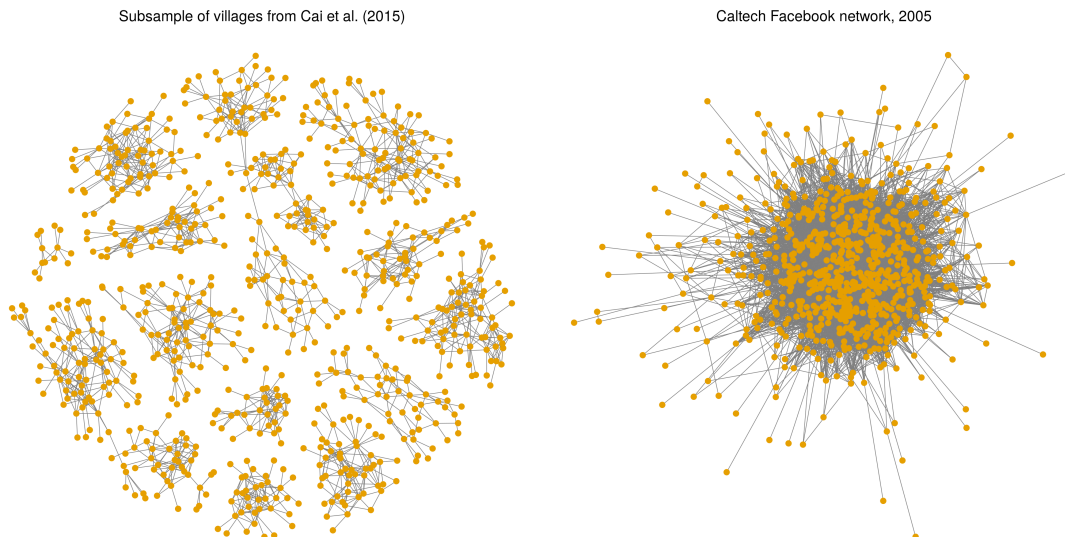 Subsample of villages from Cai et al. (2015)
Caltech Facebook network, 2005